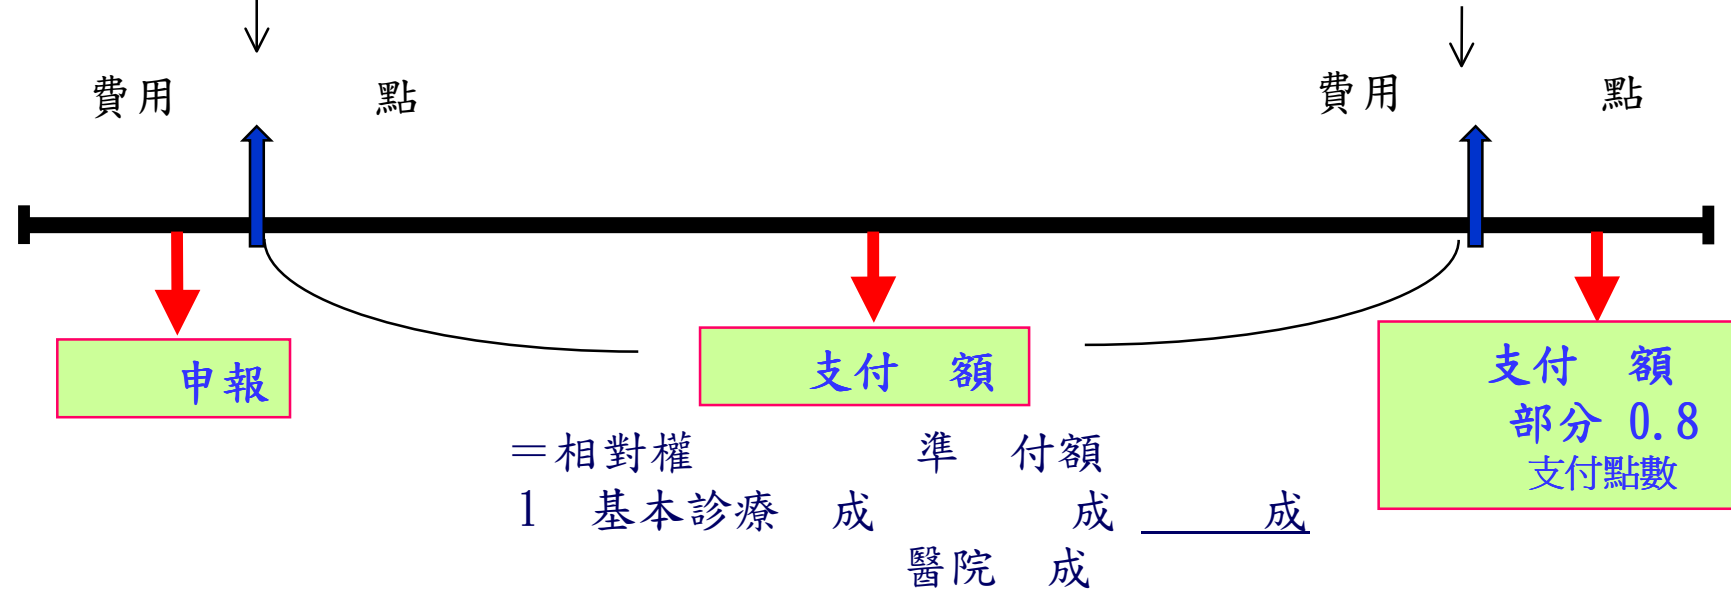 費用 點 費用 點
申報
支付 額
支付 額
部分 0.8
支付點數
=相對權 準 付額
1 基本診療 成 成 成
醫院 成